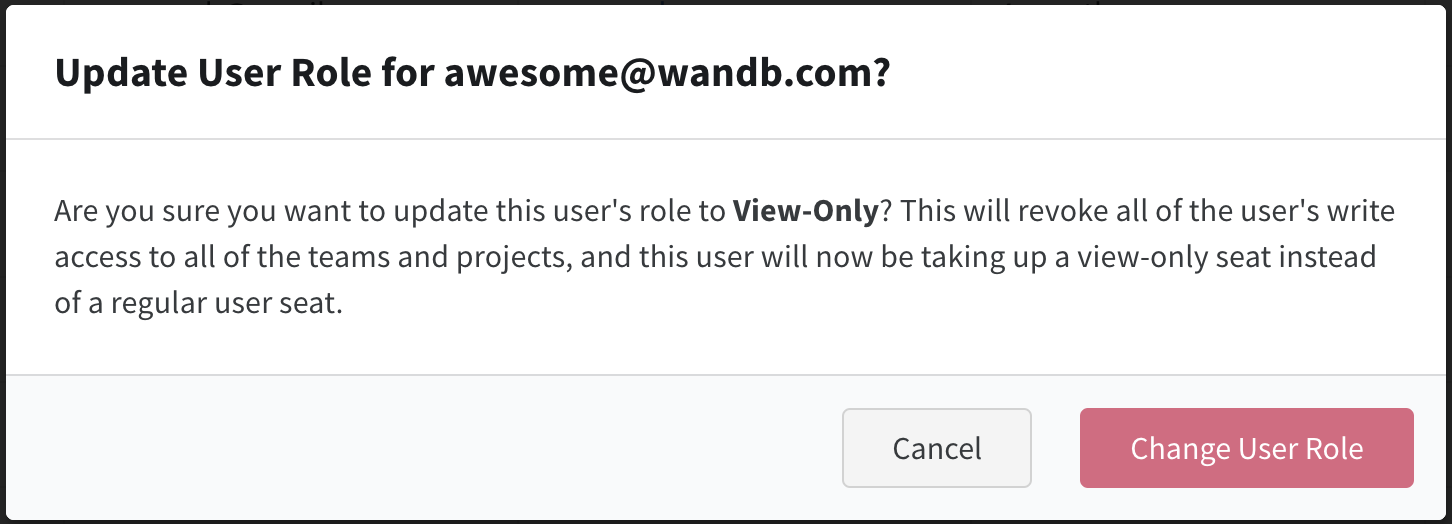 Update User Role for awesome@wandb.com?
Are you sure you want to update this user's role to View-Only? This will revoke all of the user's write
access to all of the teams and projects, and this user will now be taking up a view-only seat instead
of a regular user seat.
Cancel
Change User Role